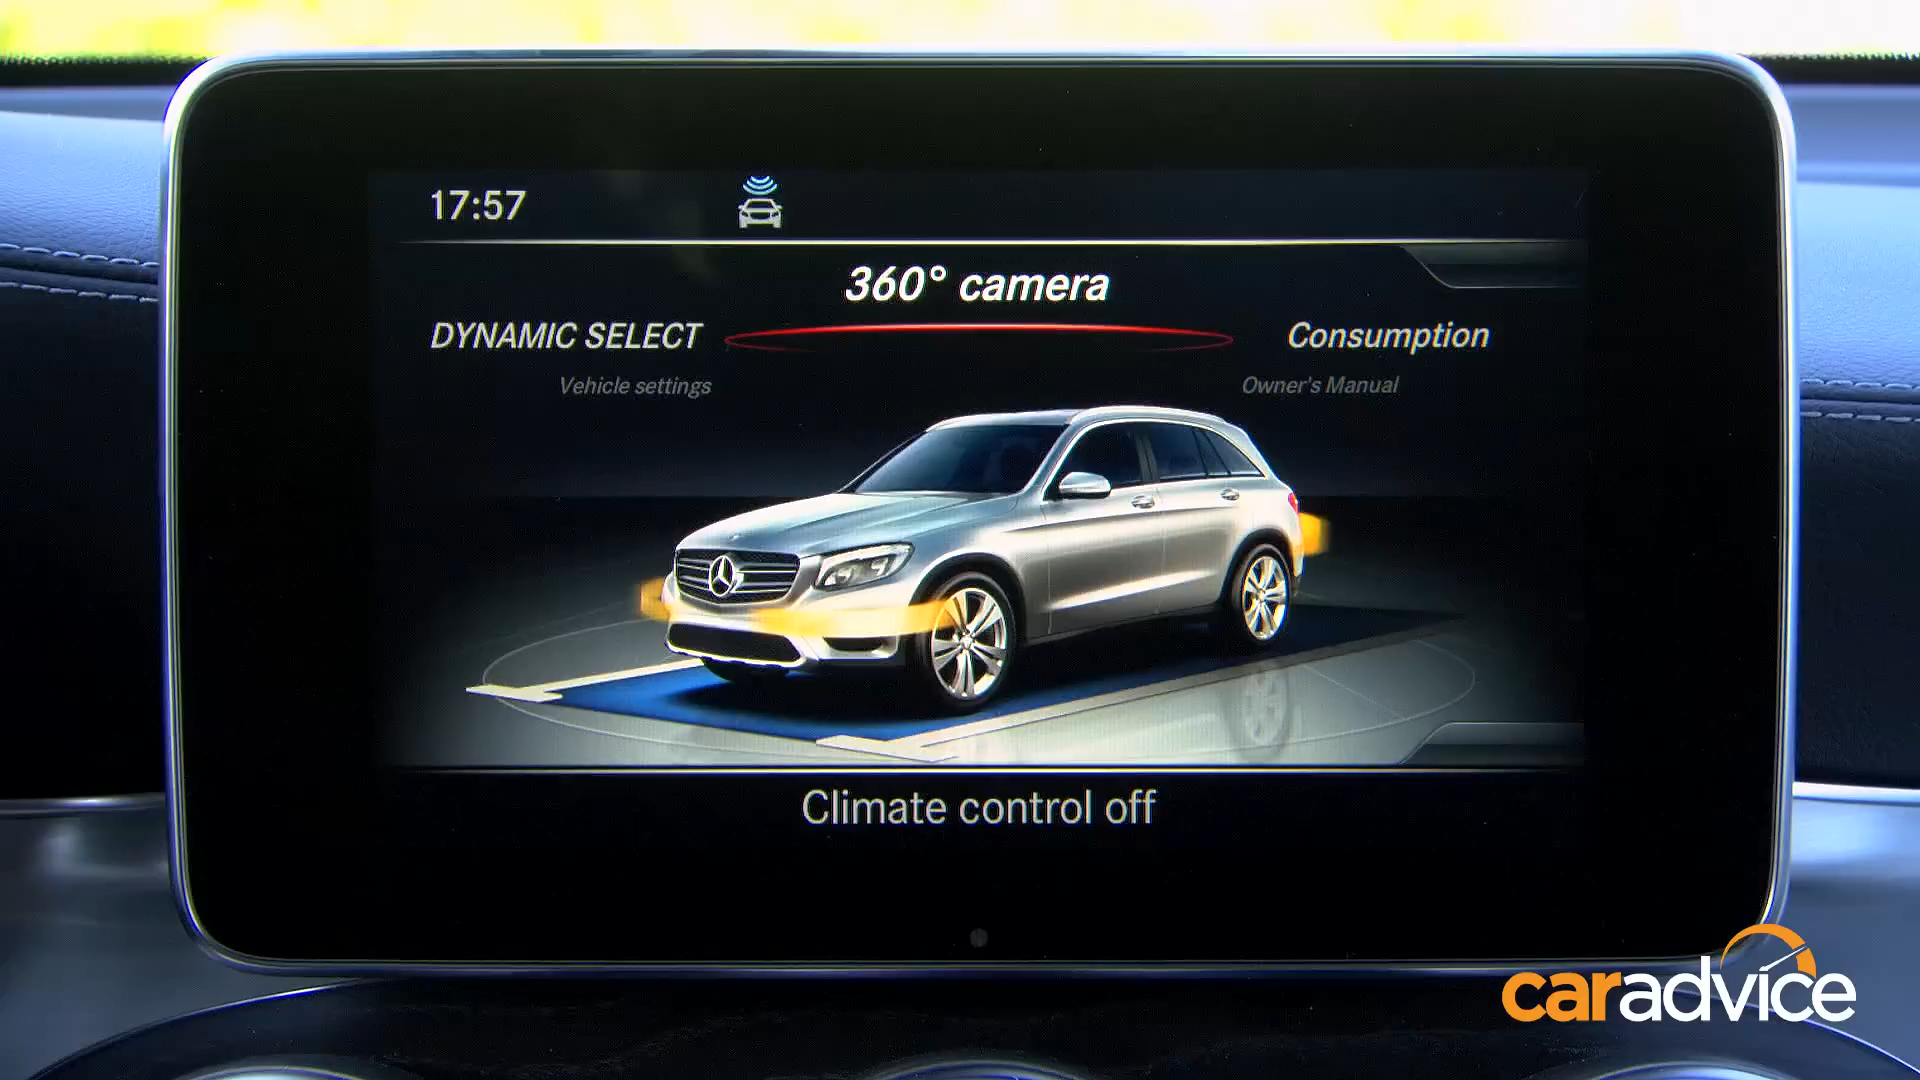 17:57
360° camera
DYNAMIC SELECT
Consumption
Vehicle settings
Owner's Manual
Climate control off
caradvice